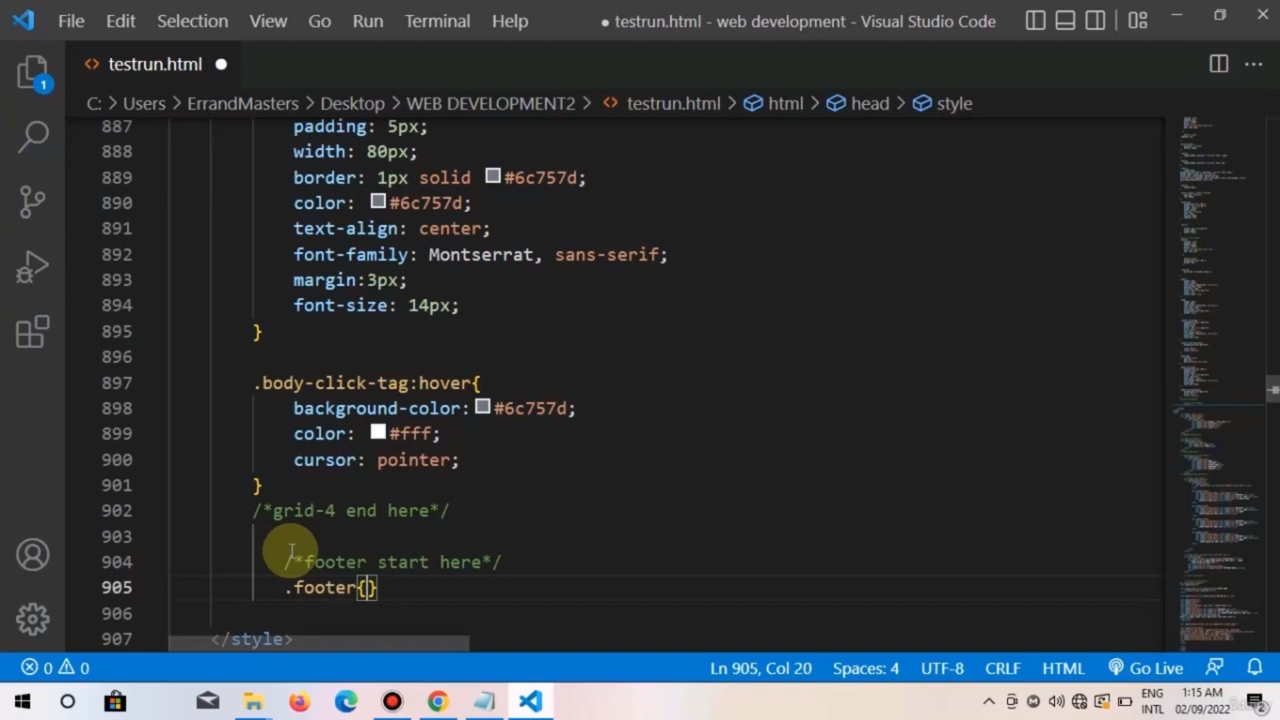 File Edit Selection View Go Run Terminal Help ● testrun.html - web development - Visual Studio Code
testrun.html
C: > Users > ErrandMasters > Desktop > WEB DEVELOPMENT2 > testrun.html > html > head > style
887 padding: 5px;
888 width: 80px;
889 border: 1px solid #6c757d;
890 color: #6c757d;
891 text-align: center;
892 font-family: Montserrat, sans-serif;
893 margin:3px;
894 font-size: 14px;
895 }
896
897 .body-click-tag:hover{
898 background-color: #6c757d;
899 color: #fff;
900 cursor: pointer;
901 }
902 /*grid-4 end here*/
903
904 /*footer start here*/
905 .footer{}
906
907 </style>
0 0 Ln 905, Col 20 Spaces: 4 UTF-8 CRLF HTML Go Live
ENG 1:15 AM
INTL 02/09/2022
1
2